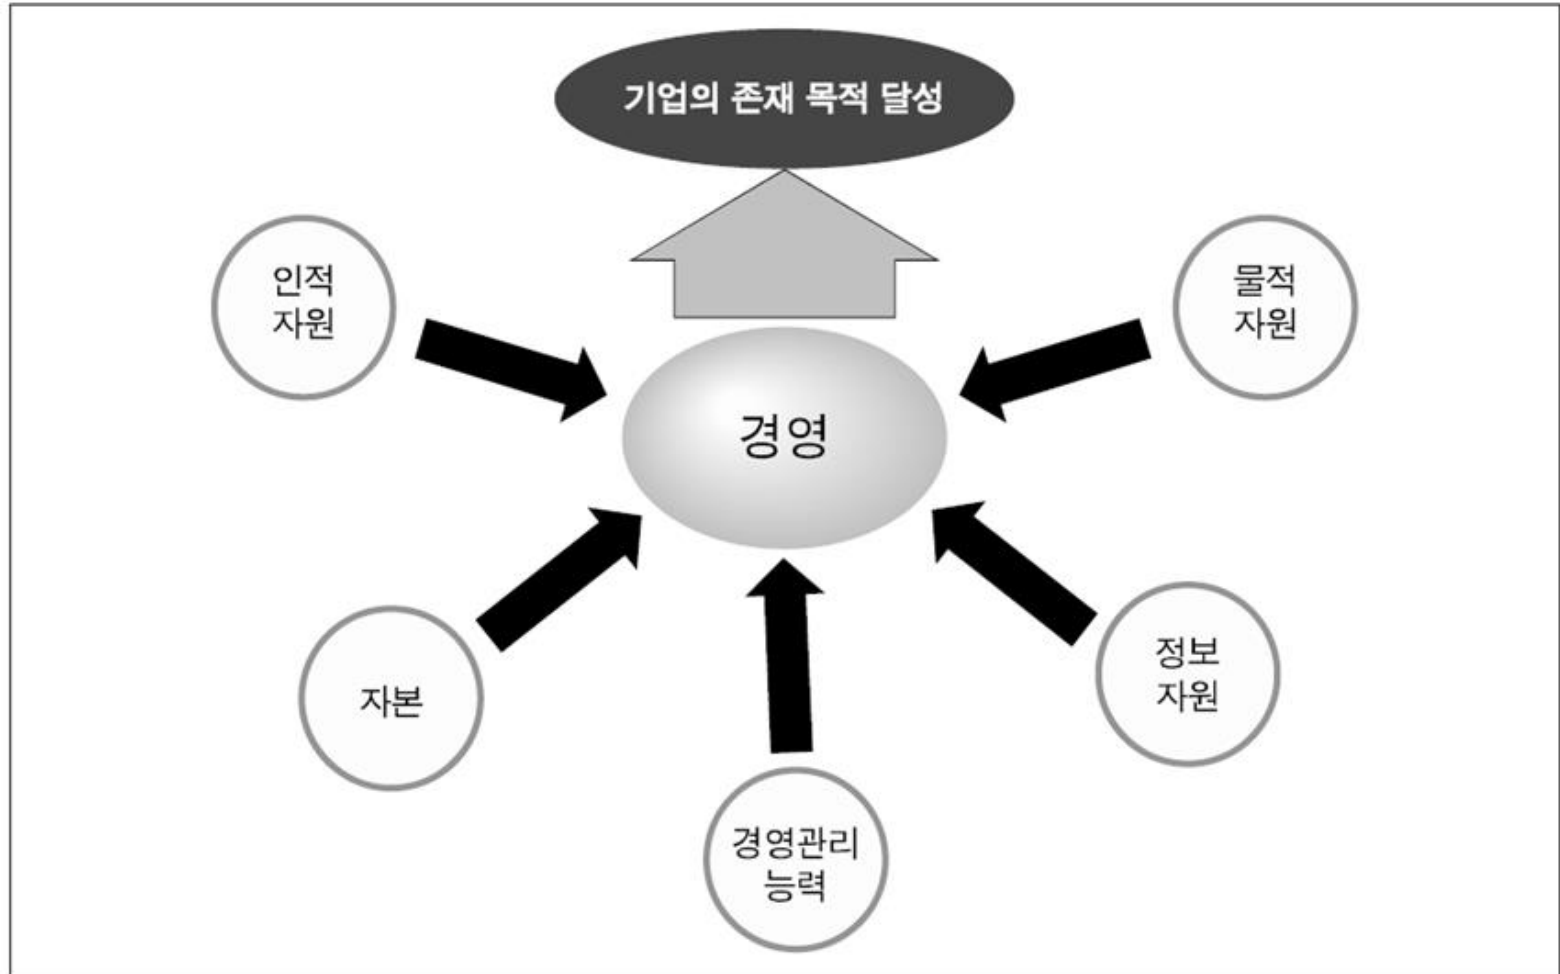 기업의 존재 목적 달성
인적
자원
물적
자원
경영
자본
정보
자원
경영관리
능력